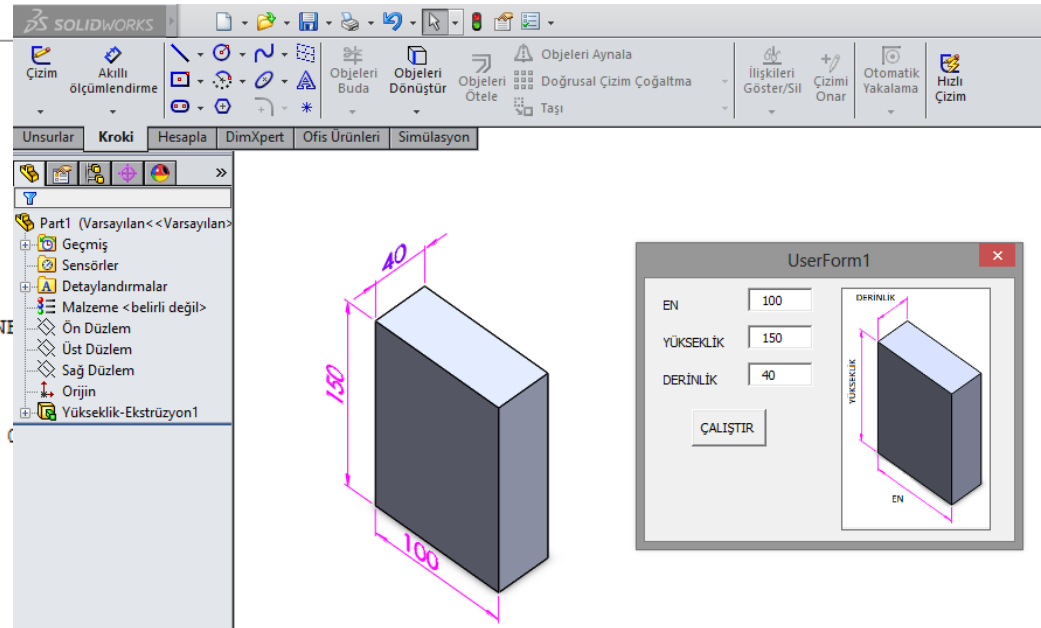 SOLIDWORKS
Çizim
Akıllı ölçümlendirme
Objeleri Buda
Objeleri Dönüştür
Objeleri Ötele
Objeleri Aynala
Doğrusal Çizim Çoğaltma
Taşı
İlişkileri Göster/Sil
Çizimi Onar
Otomatik Yakalama
Hızlı Çizim
Unsurlar Kroki Hesapla DimXpert Ofis Ürünleri Simülasyon
»
Part1 (Varsayılan<<Varsayılan>
Geçmiş
Sensörler
Detaylandırmalar
Malzeme <belirli değil>
Ön Düzlem
Üst Düzlem
Sağ Düzlem
Orijin
Yükseklik-Ekstrüzyon1
40
150
100
UserForm1
EN 100
YÜKSEKLİK 150
DERİNLİK 40
ÇALIŞTIR
DERİNLİK
YÜKSEKLİK
EN